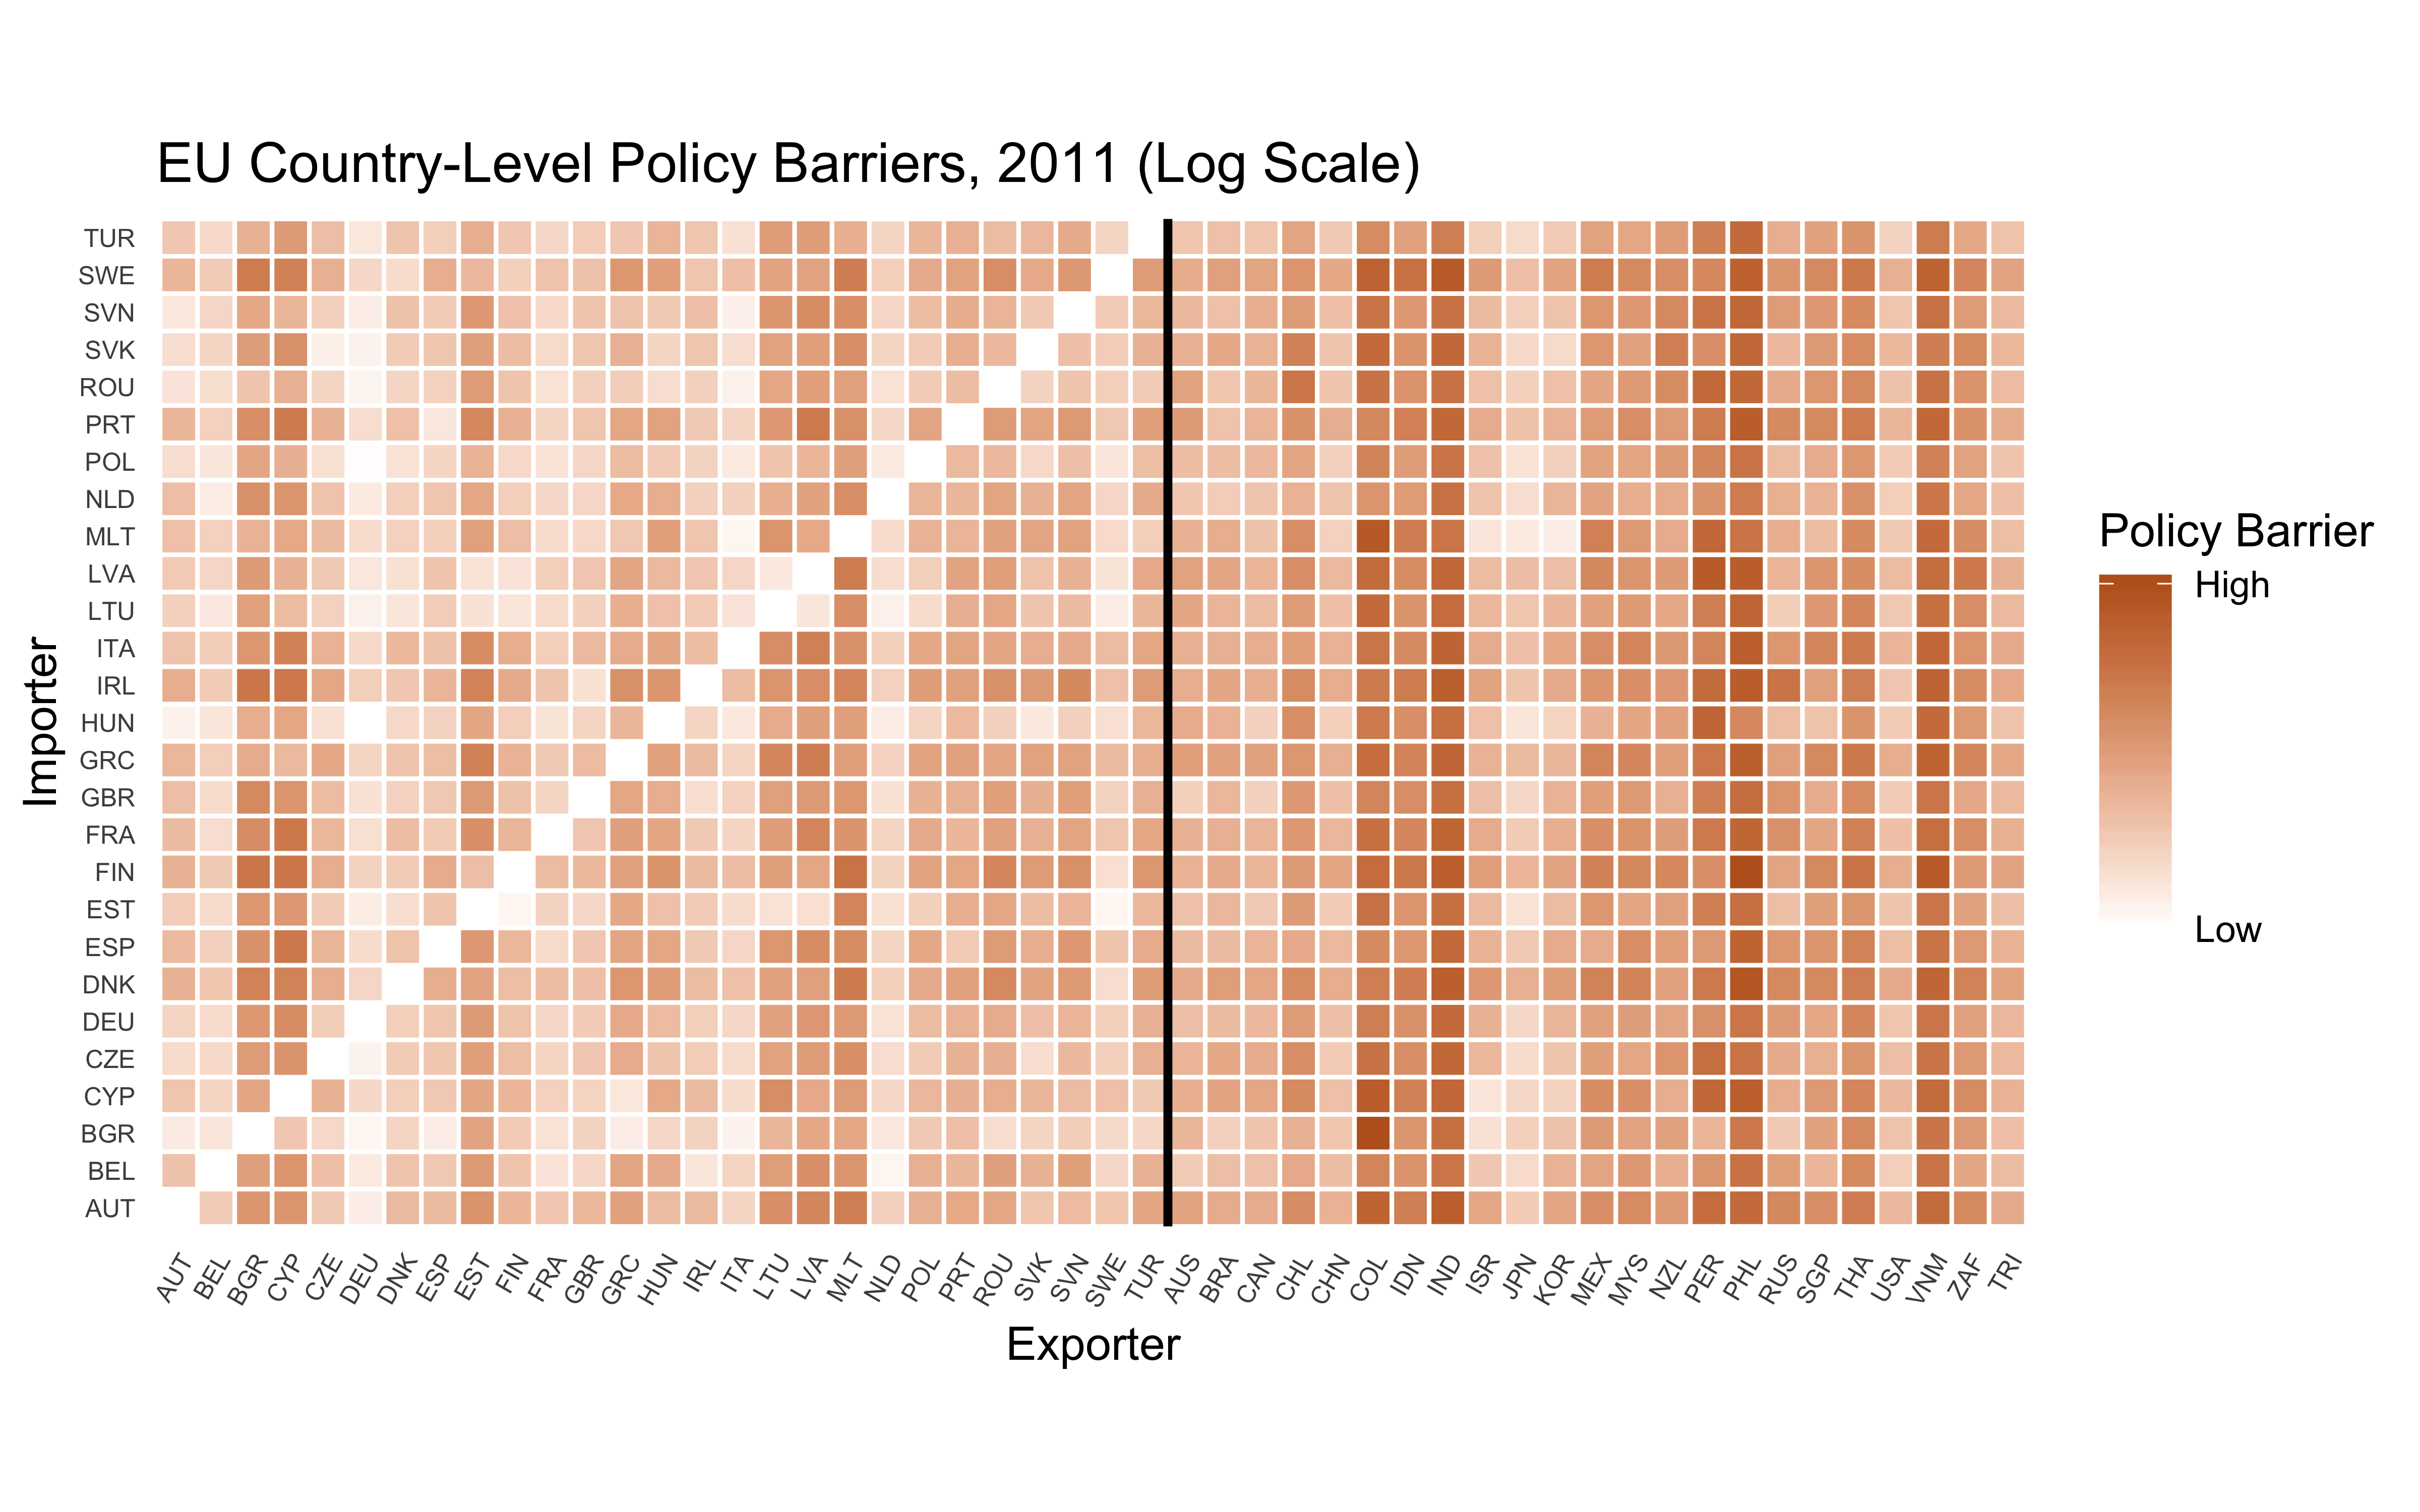 EU Country-Level Policy Barriers, 2011 (Log Scale)
TUR
SWE
SVN
SVK
ROU
PRT
POL
NLD
MLT
LVA
LTU
ITA
IRL
HUN
GRC
GBR
FRA
FIN
EST
ESP
DNK
DEU
CZE
CYP
BGR
BEL
AUT
Importer
AUT BEL BGR CYP CZE DEU DNK ESP EST FIN FRA GBR GRC HUN IRL ITA LTU LVA MLT NLD POL PRT ROU SVK SVN SWE TUR AUS BRA CAN CHL CHN COL IDN IND ISR JPN KOR MEX MYS NZL PER PHL RUS SGP THA USA VNM ZAF TRI
Exporter
Policy Barrier
High
Low